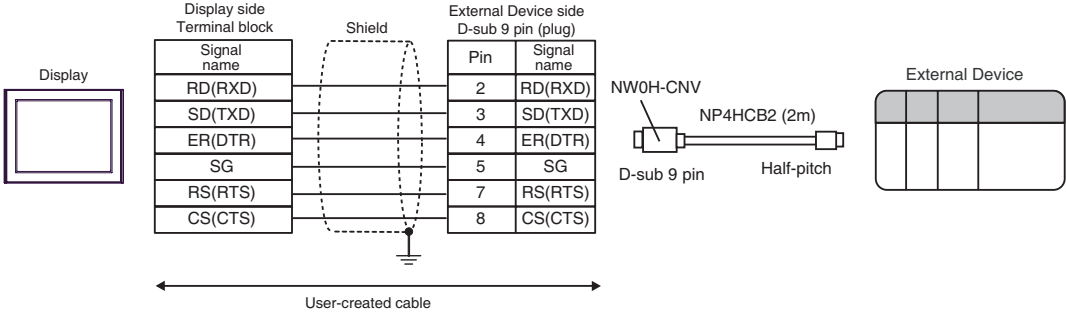 Display side
Terminal block
Shield
External Device side
D-sub 9 pin (plug)
Signal name
Pin
Signal name
Display
RD(RXD)
2
RD(RXD)
SD(TXD)
3
SD(TXD)
ER(DTR)
4
ER(DTR)
SG
5
SG
RS(RTS)
7
RS(RTS)
CS(CTS)
8
CS(CTS)
NW0H-CNV
NP4HCB2 (2m)
D-sub 9 pin
Half-pitch
External Device
User-created cable